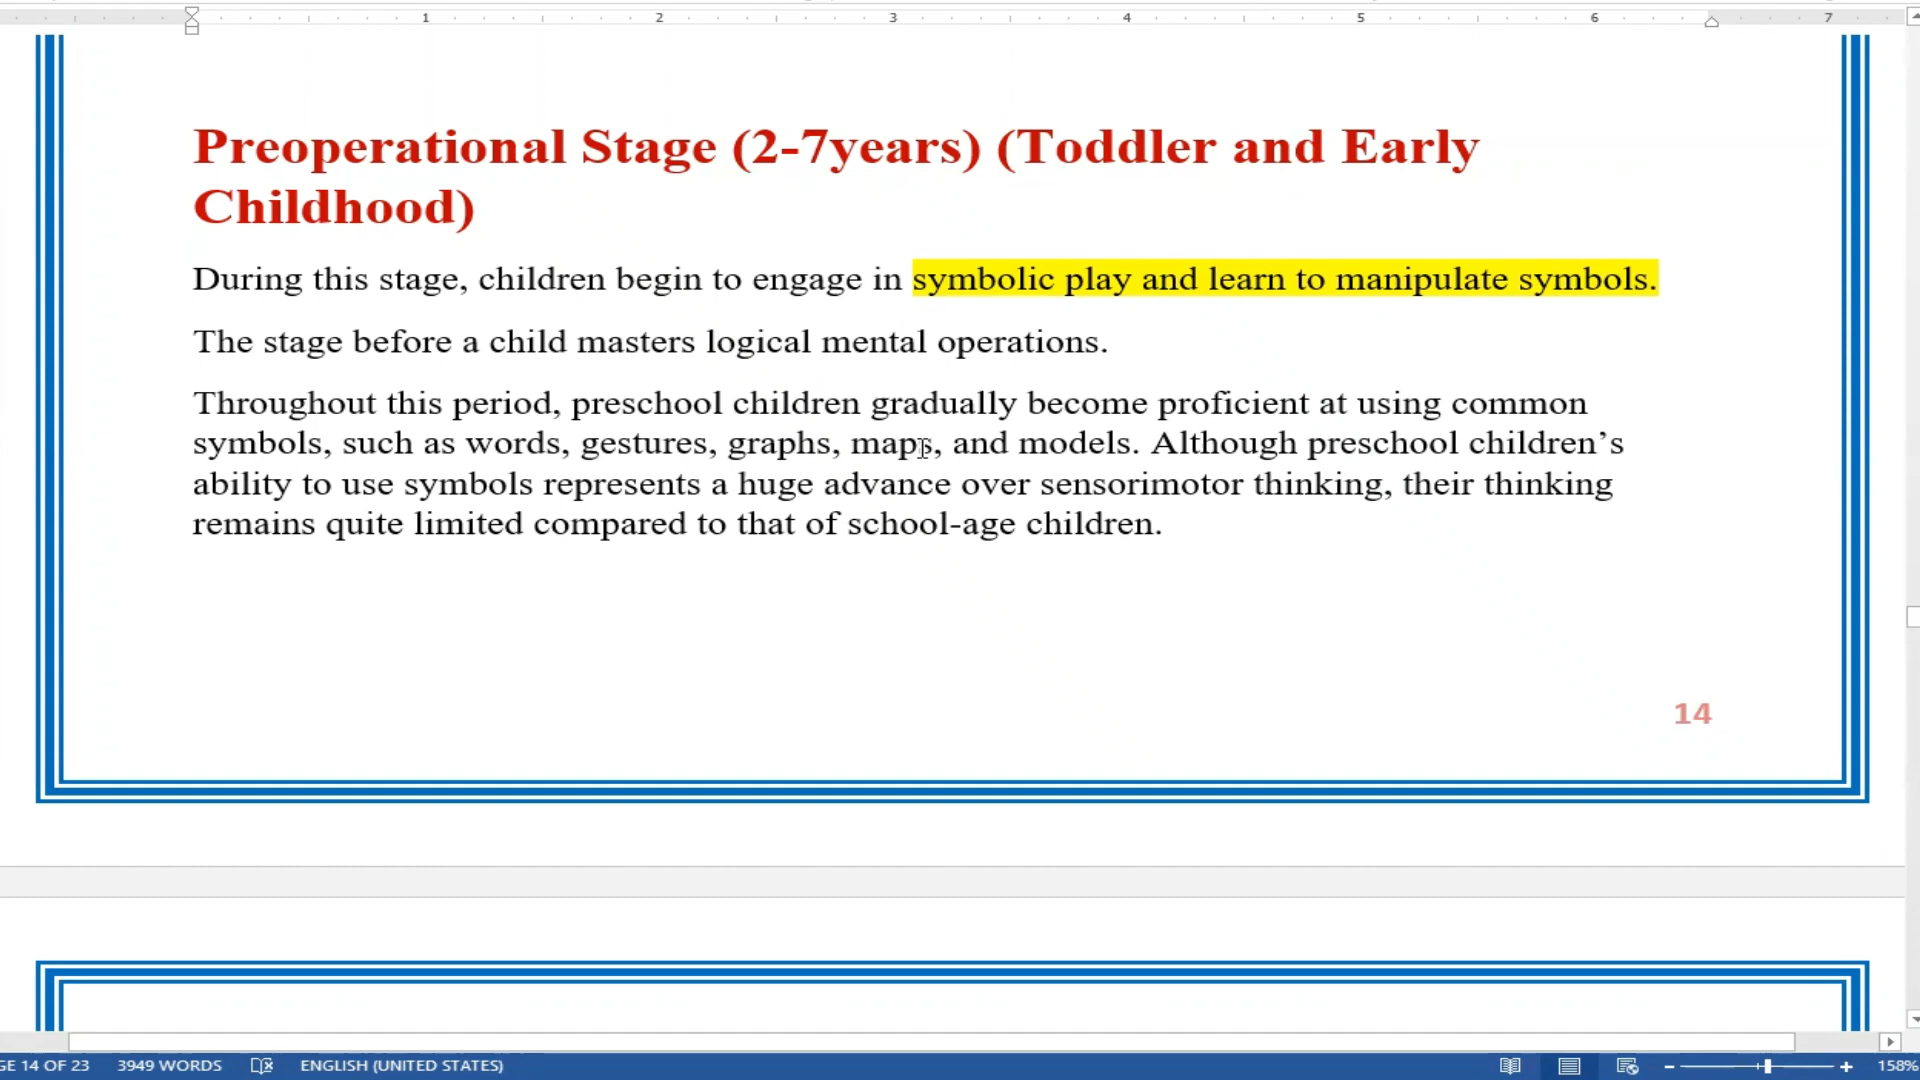 1 2 3 4 5 6 7
Preoperational Stage (2-7years) (Toddler and Early
Childhood)
During this stage, children begin to engage in symbolic play and learn to manipulate symbols.
The stage before a child masters logical mental operations.
Throughout this period, preschool children gradually become proficient at using common
symbols, such as words, gestures, graphs, maps, and models. Although preschool children’s
ability to use symbols represents a huge advance over sensorimotor thinking, their thinking
remains quite limited compared to that of school-age children.
14
GE 14 OF 23 3949 WORDS ENGLISH (UNITED STATES) 158%